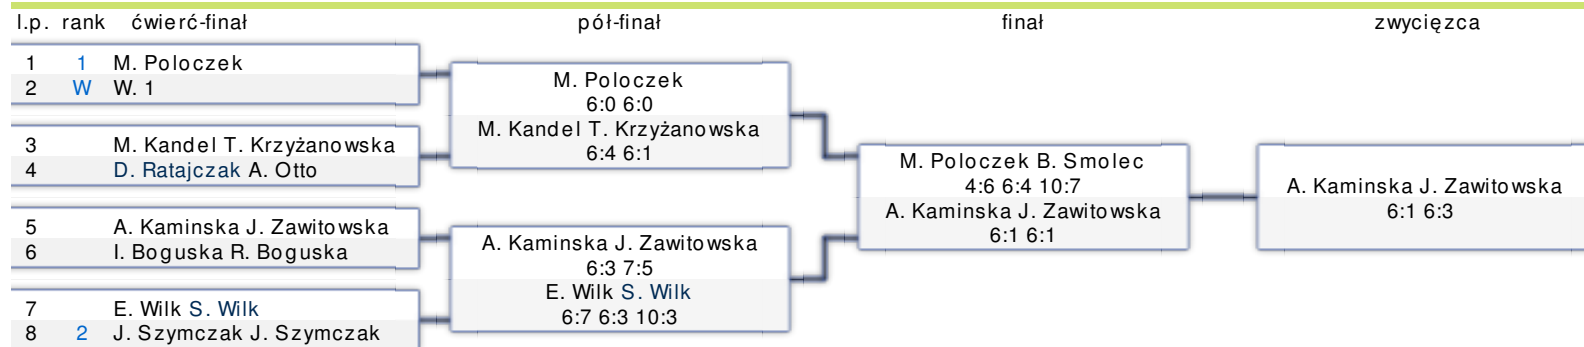 l.p. rank ćwierć-finał pół-finał finał zwycięzca
1 1 M. Poloczek
2 W W. 1
3 M. Kandel T. Krzyżanowska
4 D. Ratajczak A. Otto
5 A. Kaminska J. Zawitowska
6 I. Boguska R. Boguska
7 E. Wilk S. Wilk
8 2 J. Szymczak J. Szymczak
M. Poloczek
6:0 6:0
M. Kandel T. Krzyżanowska
6:4 6:1
A. Kaminska J. Zawitowska
6:3 7:5
E. Wilk S. Wilk
6:7 6:3 10:3
M. Poloczek B. Smolec
4:6 6:4 10:7
A. Kaminska J. Zawitowska
6:1 6:1
A. Kaminska J. Zawitowska
6:1 6:3